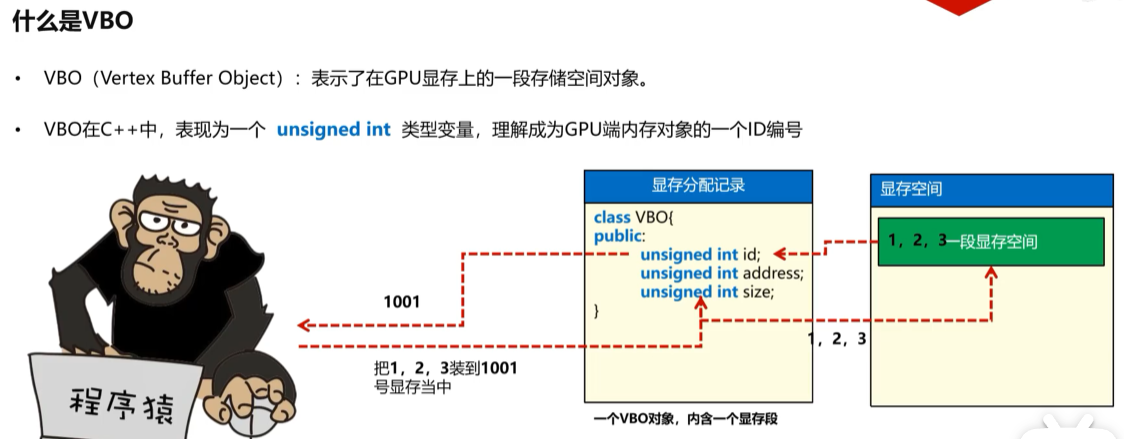 什么是VBO
• VBO（Vertex Buffer Object）：表示了在GPU显存上的一段存储空间对象。
• VBO在C++中，表现为一个 unsigned int 类型变量，理解成为GPU端内存对象的一个ID编号
显存分配记录
class VBO{
public:
unsigned int id;
unsigned int address;
unsigned int size;
}
显存空间
1，2，3一段显存空间
1001
1，2，3
把1，2，3装到1001
号显存当中
程序猿
一个VBO对象，内含一个显存段